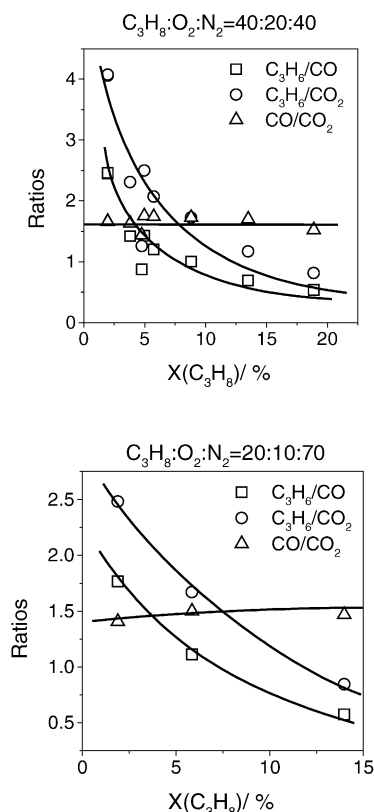 C₃H₈:O₂:N₂=40:20:40
C₃H₆/CO
C₃H₆/CO₂
CO/CO₂
Ratios
4
3
2
1
0
0 5 10 15 20
X(C₃H₈)/ %
C₃H₈:O₂:N₂=20:10:70
C₃H₆/CO
C₃H₆/CO₂
CO/CO₂
Ratios
2.5
2.0
1.5
1.0
0.5
0 5 10 15
X(C₃H₈)/ %